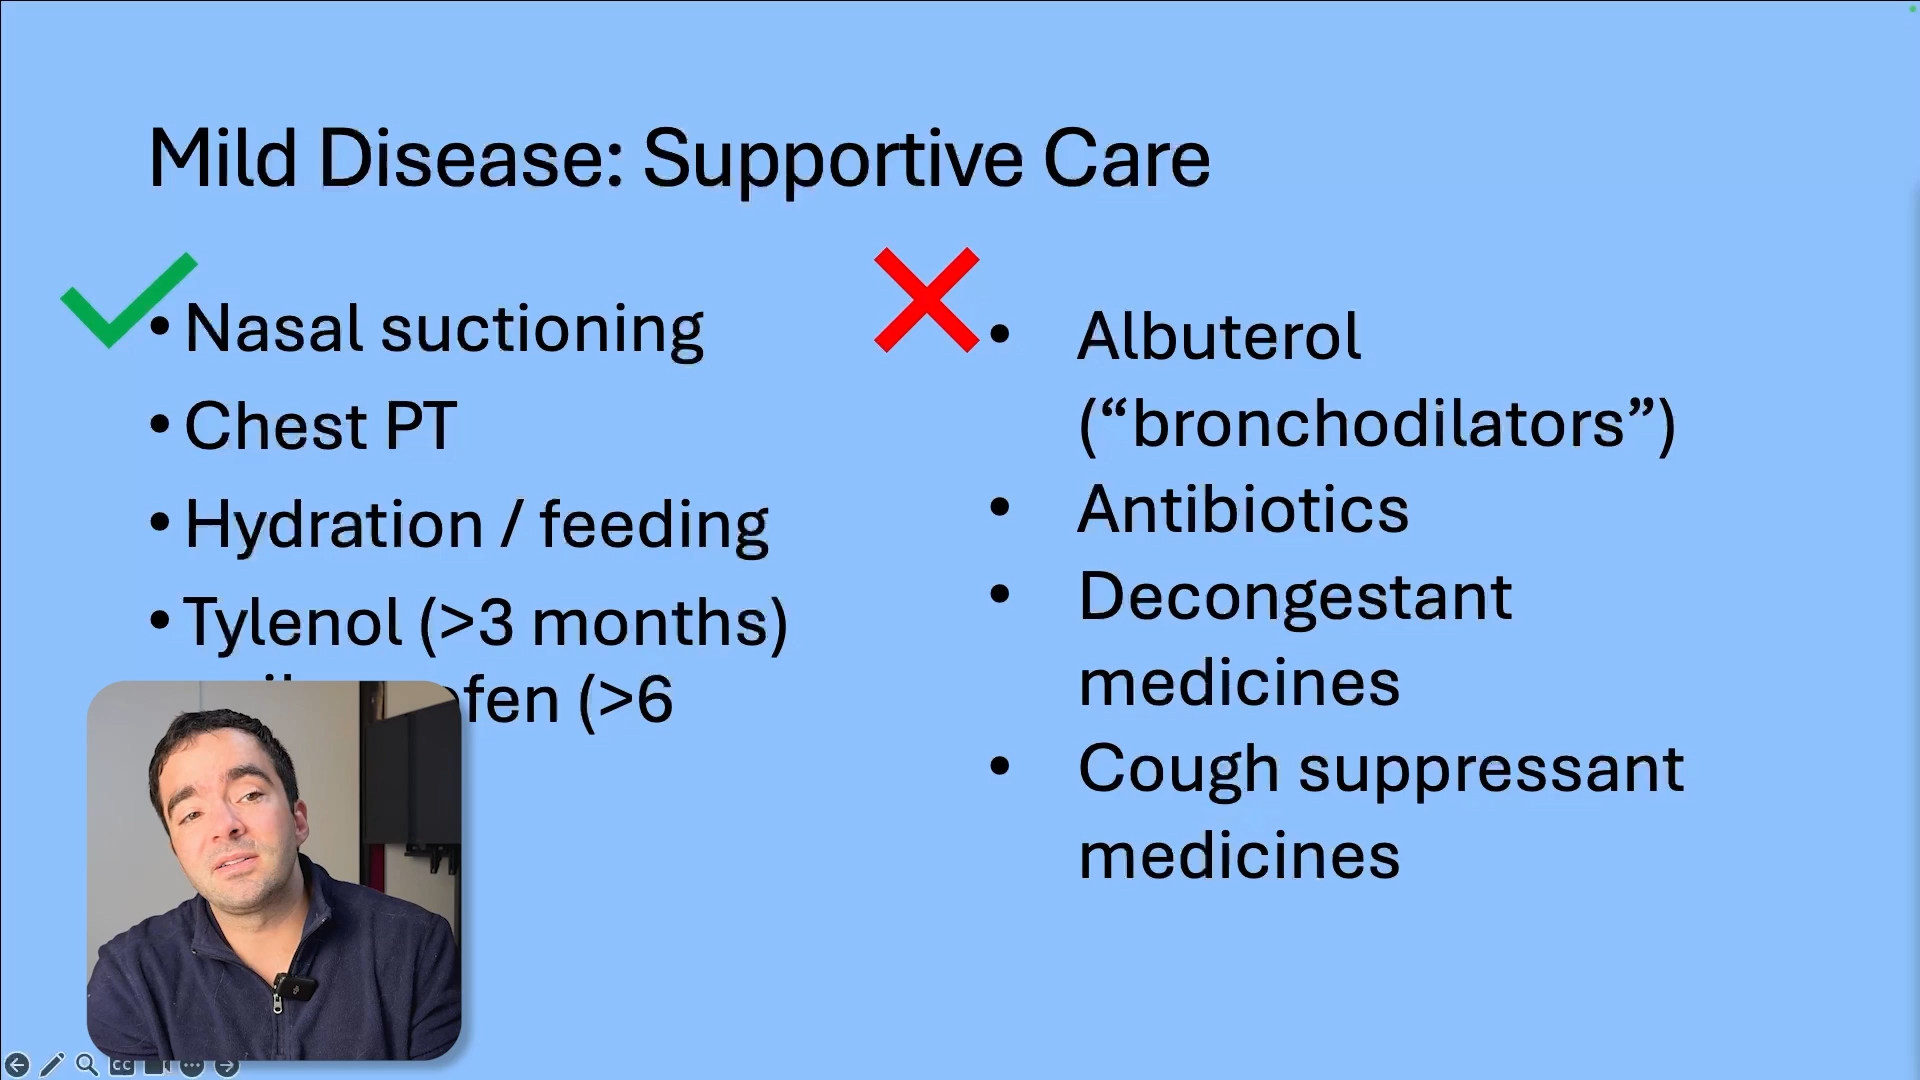 Mild Disease: Supportive Care
• Nasal suctioning
• Chest PT
• Hydration / feeding
• Tylenol (>3 months)
(>6
• Albuterol
(“bronchodilators”)
• Antibiotics
• Decongestant
medicines
• Cough suppressant
medicines
CC